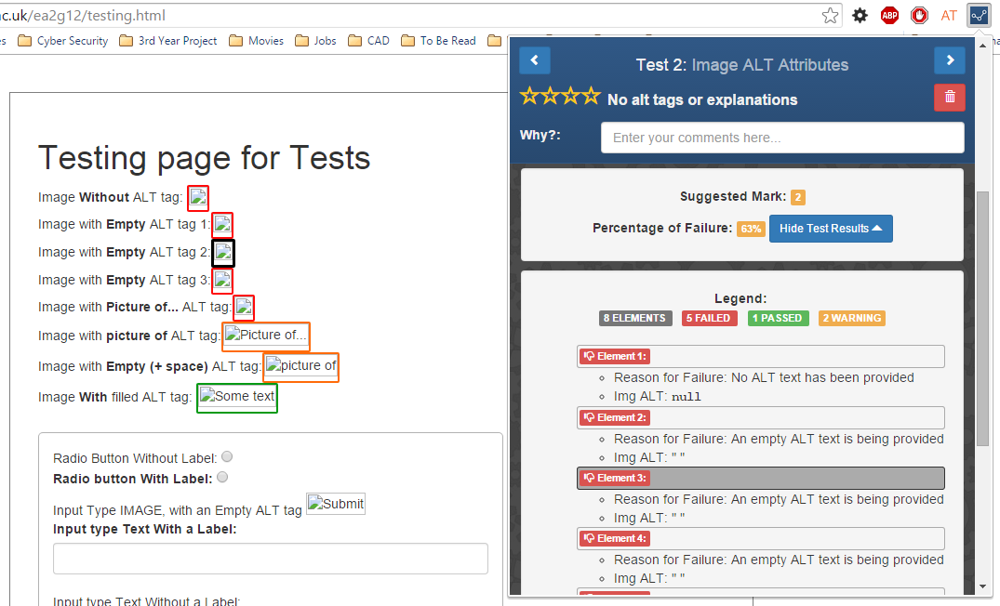 c.uk/ea2g12/testing.html
ABP
AT
s Cyber Security 3rd Year Project Movies Jobs CAD To Be Read
Testing page for Tests
Image Without ALT tag:
Image with Empty ALT tag 1:
Image with Empty ALT tag 2:
Image with Empty ALT tag 3:
Image with Picture of... ALT tag:
Image with picture of ALT tag: Picture of...
Image with Empty (+ space) ALT tag: picture of
Image With filled ALT tag: Some text
Radio Button Without Label:
Radio button With Label:
Input Type IMAGE, with an Empty ALT tag Submit
Input type Text With a Label:
Input type Text Without a Label:
Test 2: Image ALT Attributes
No alt tags or explanations
Why?: Enter your comments here...
Suggested Mark: 2
Percentage of Failure: 63% Hide Test Results
Legend:
8 ELEMENTS 5 FAILED 1 PASSED 2 WARNING
Element 1:
Reason for Failure: No ALT text has been provided
Img ALT: null
Element 2:
Reason for Failure: An empty ALT text is being provided
Img ALT: " "
Element 3:
Reason for Failure: An empty ALT text is being provided
Img ALT: " "
Element 4:
Reason for Failure: An empty ALT text is being provided
Img ALT: " "